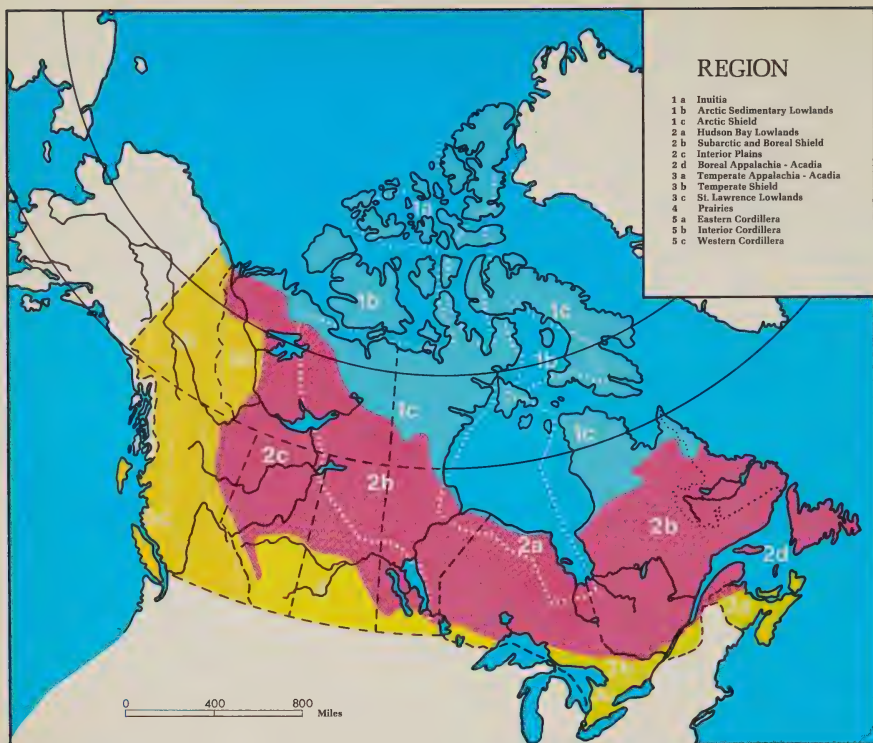 REGION
1 a Inuitia
1 b Arctic Sedimentary Lowlands
1 c Arctic Shield
2 a Hudson Bay Lowlands
2 b Subarctic and Boreal Shield
2 c Interior Plains
2 d Boreal Appalachia - Acadia
3 a Temperate Appalachia - Acadia
3 b Temperate Shield
3 c St. Lawrence Lowlands
4 Prairies
5 a Eastern Cordillera
5 b Interior Cordillera
5 c Western Cordillera
1a
1b
1c
1b
1c
1c
2c
2b
2b
2a
2d
0 400 800
Miles